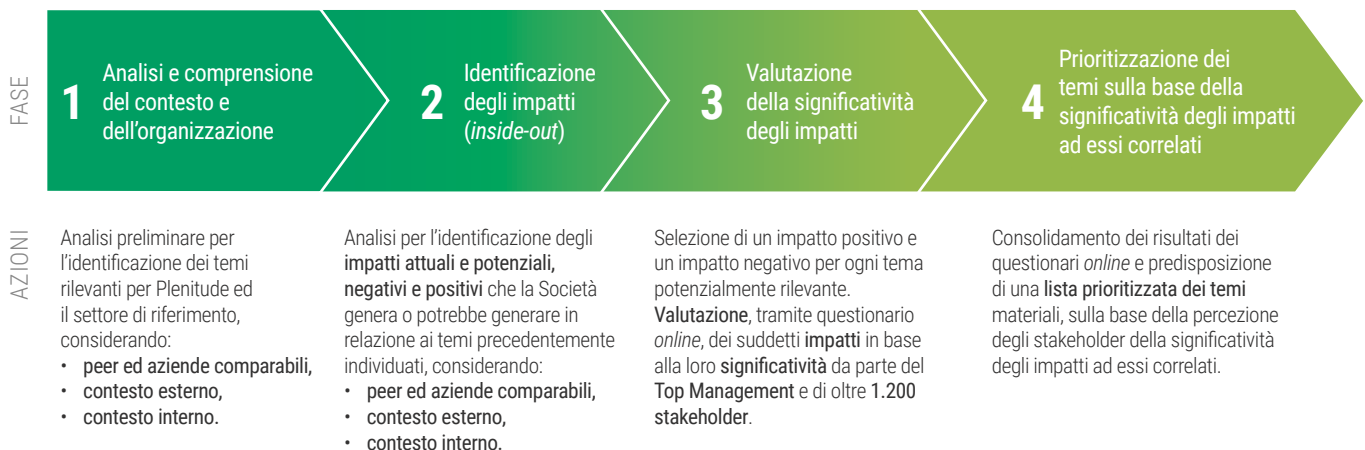 FASE
1
Analisi e comprensione
del contesto e
dell’organizzazione
2
Identificazione
degli impatti
(inside-out)
3
Valutazione
della significatività
degli impatti
4
Prioritizzazione dei
temi sulla base della
significatività degli impatti
ad essi correlati
AZIONI
Analisi preliminare per
l’identificazione dei temi
rilevanti per Plenitude ed
il settore di riferimento,
considerando:
• peer ed aziende comparabili,
• contesto esterno,
• contesto interno.
Analisi per l’identificazione degli
impatti attuali e potenziali,
negativi e positivi che la Società
genera o potrebbe generare in
relazione ai temi precedentemente
individuati, considerando:
• peer ed aziende comparabili,
• contesto esterno,
• contesto interno.
Selezione di un impatto positivo e
un impatto negativo per ogni tema
potenzialmente rilevante.
Valutazione, tramite questionario
online, dei suddetti impatti in base
alla loro significatività da parte del
Top Management e di oltre 1.200
stakeholder.
Consolidamento dei risultati dei
questionari online e predisposizione
di una lista prioritizzata dei temi
materiali, sulla base della percezione
degli stakeholder della significatività
degli impatti ad essi correlati.